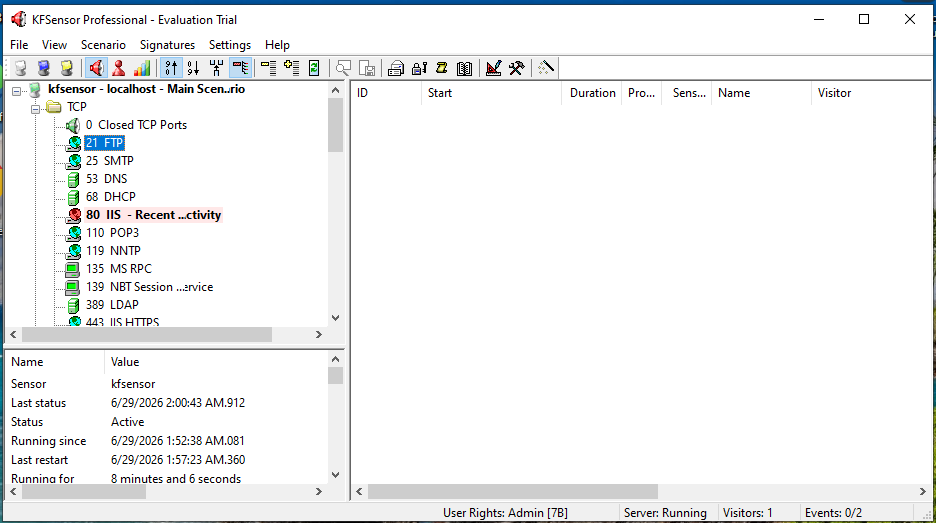 KFSensor Professional - Evaluation Trial
File View Scenario Signatures Settings Help
kfsensor - localhost - Main Scen..rio
TCP
0 Closed TCP Ports
21 FTP
25 SMTP
53 DNS
68 DHCP
80 IIS - Recent ...ctivity
110 POP3
119 NNTP
135 MS RPC
139 NBT Session ...rvice
389 LDAP
443 IIS HTTPS
ID Start Duration Pro... Sens... Name Visitor
Name Value
Sensor kfsensor
Last status 6/29/2026 2:00:43 AM.912
Status Active
Running since 6/29/2026 1:52:38 AM.081
Last restart 6/29/2026 1:57:23 AM.360
Running for 8 minutes and 6 seconds
User Rights: Admin [7B] Server: Running Visitors: 1 Events: 0/2